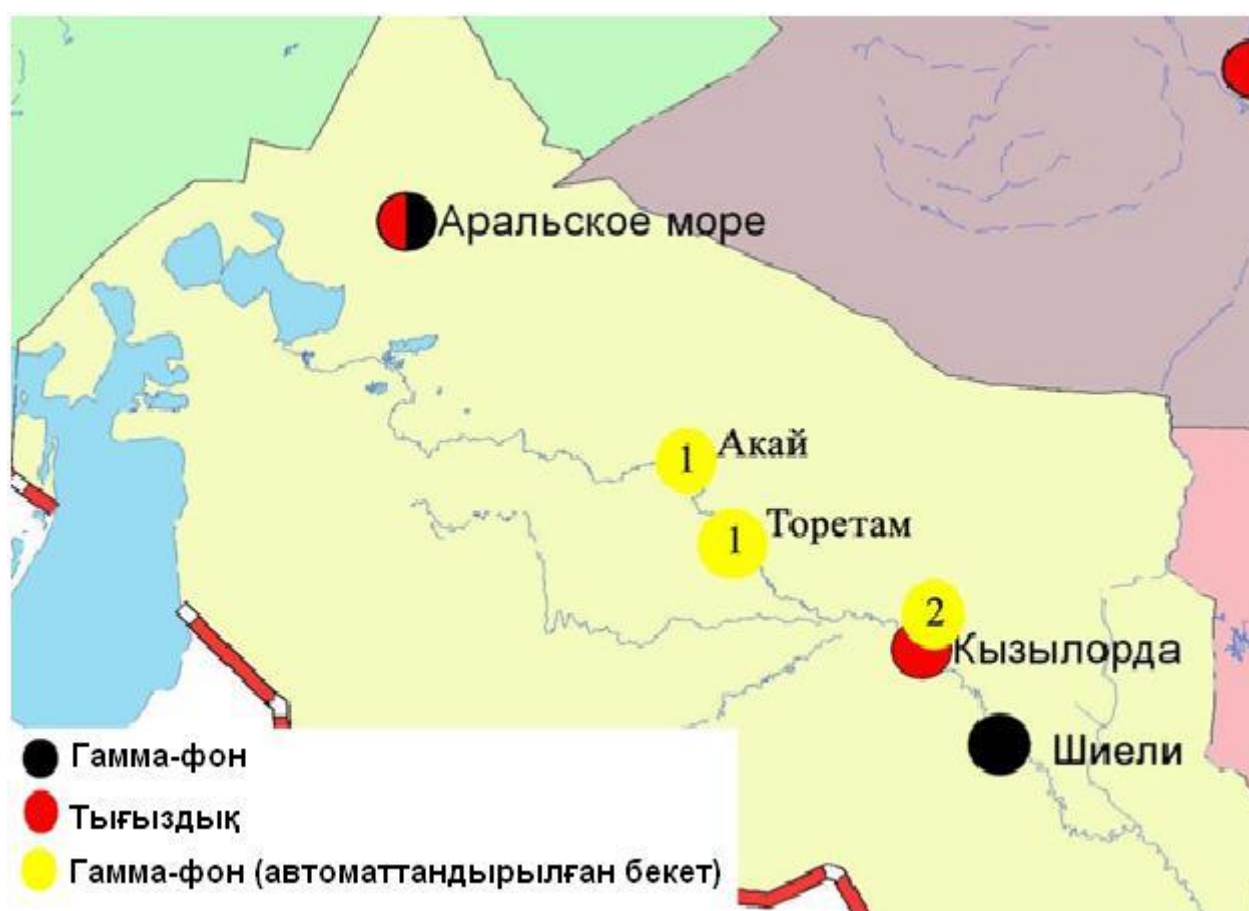 Аральское море
1 Акай
1 Торетам
2
Кызылорда
Шиели
Гамма-фон
Тығыздық
Гамма-фон (автоматтандырылған бекет)